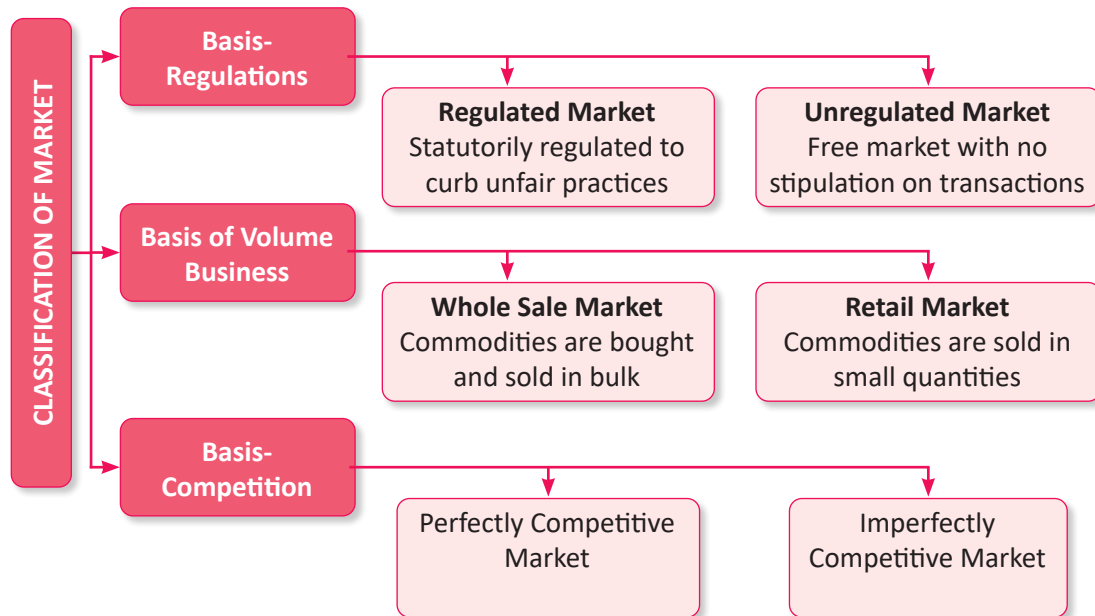 CLASSIFICATION OF MARKET
Basis-
Regulations
Regulated Market
Statutorily regulated to
curb unfair practices
Unregulated Market
Free market with no
stipulation on transactions
Basis of Volume
Business
Whole Sale Market
Commodities are bought
and sold in bulk
Retail Market
Commodities are sold in
small quantities
Basis-
Competition
Perfectly Competitive
Market
Imperfectly
Competitive Market